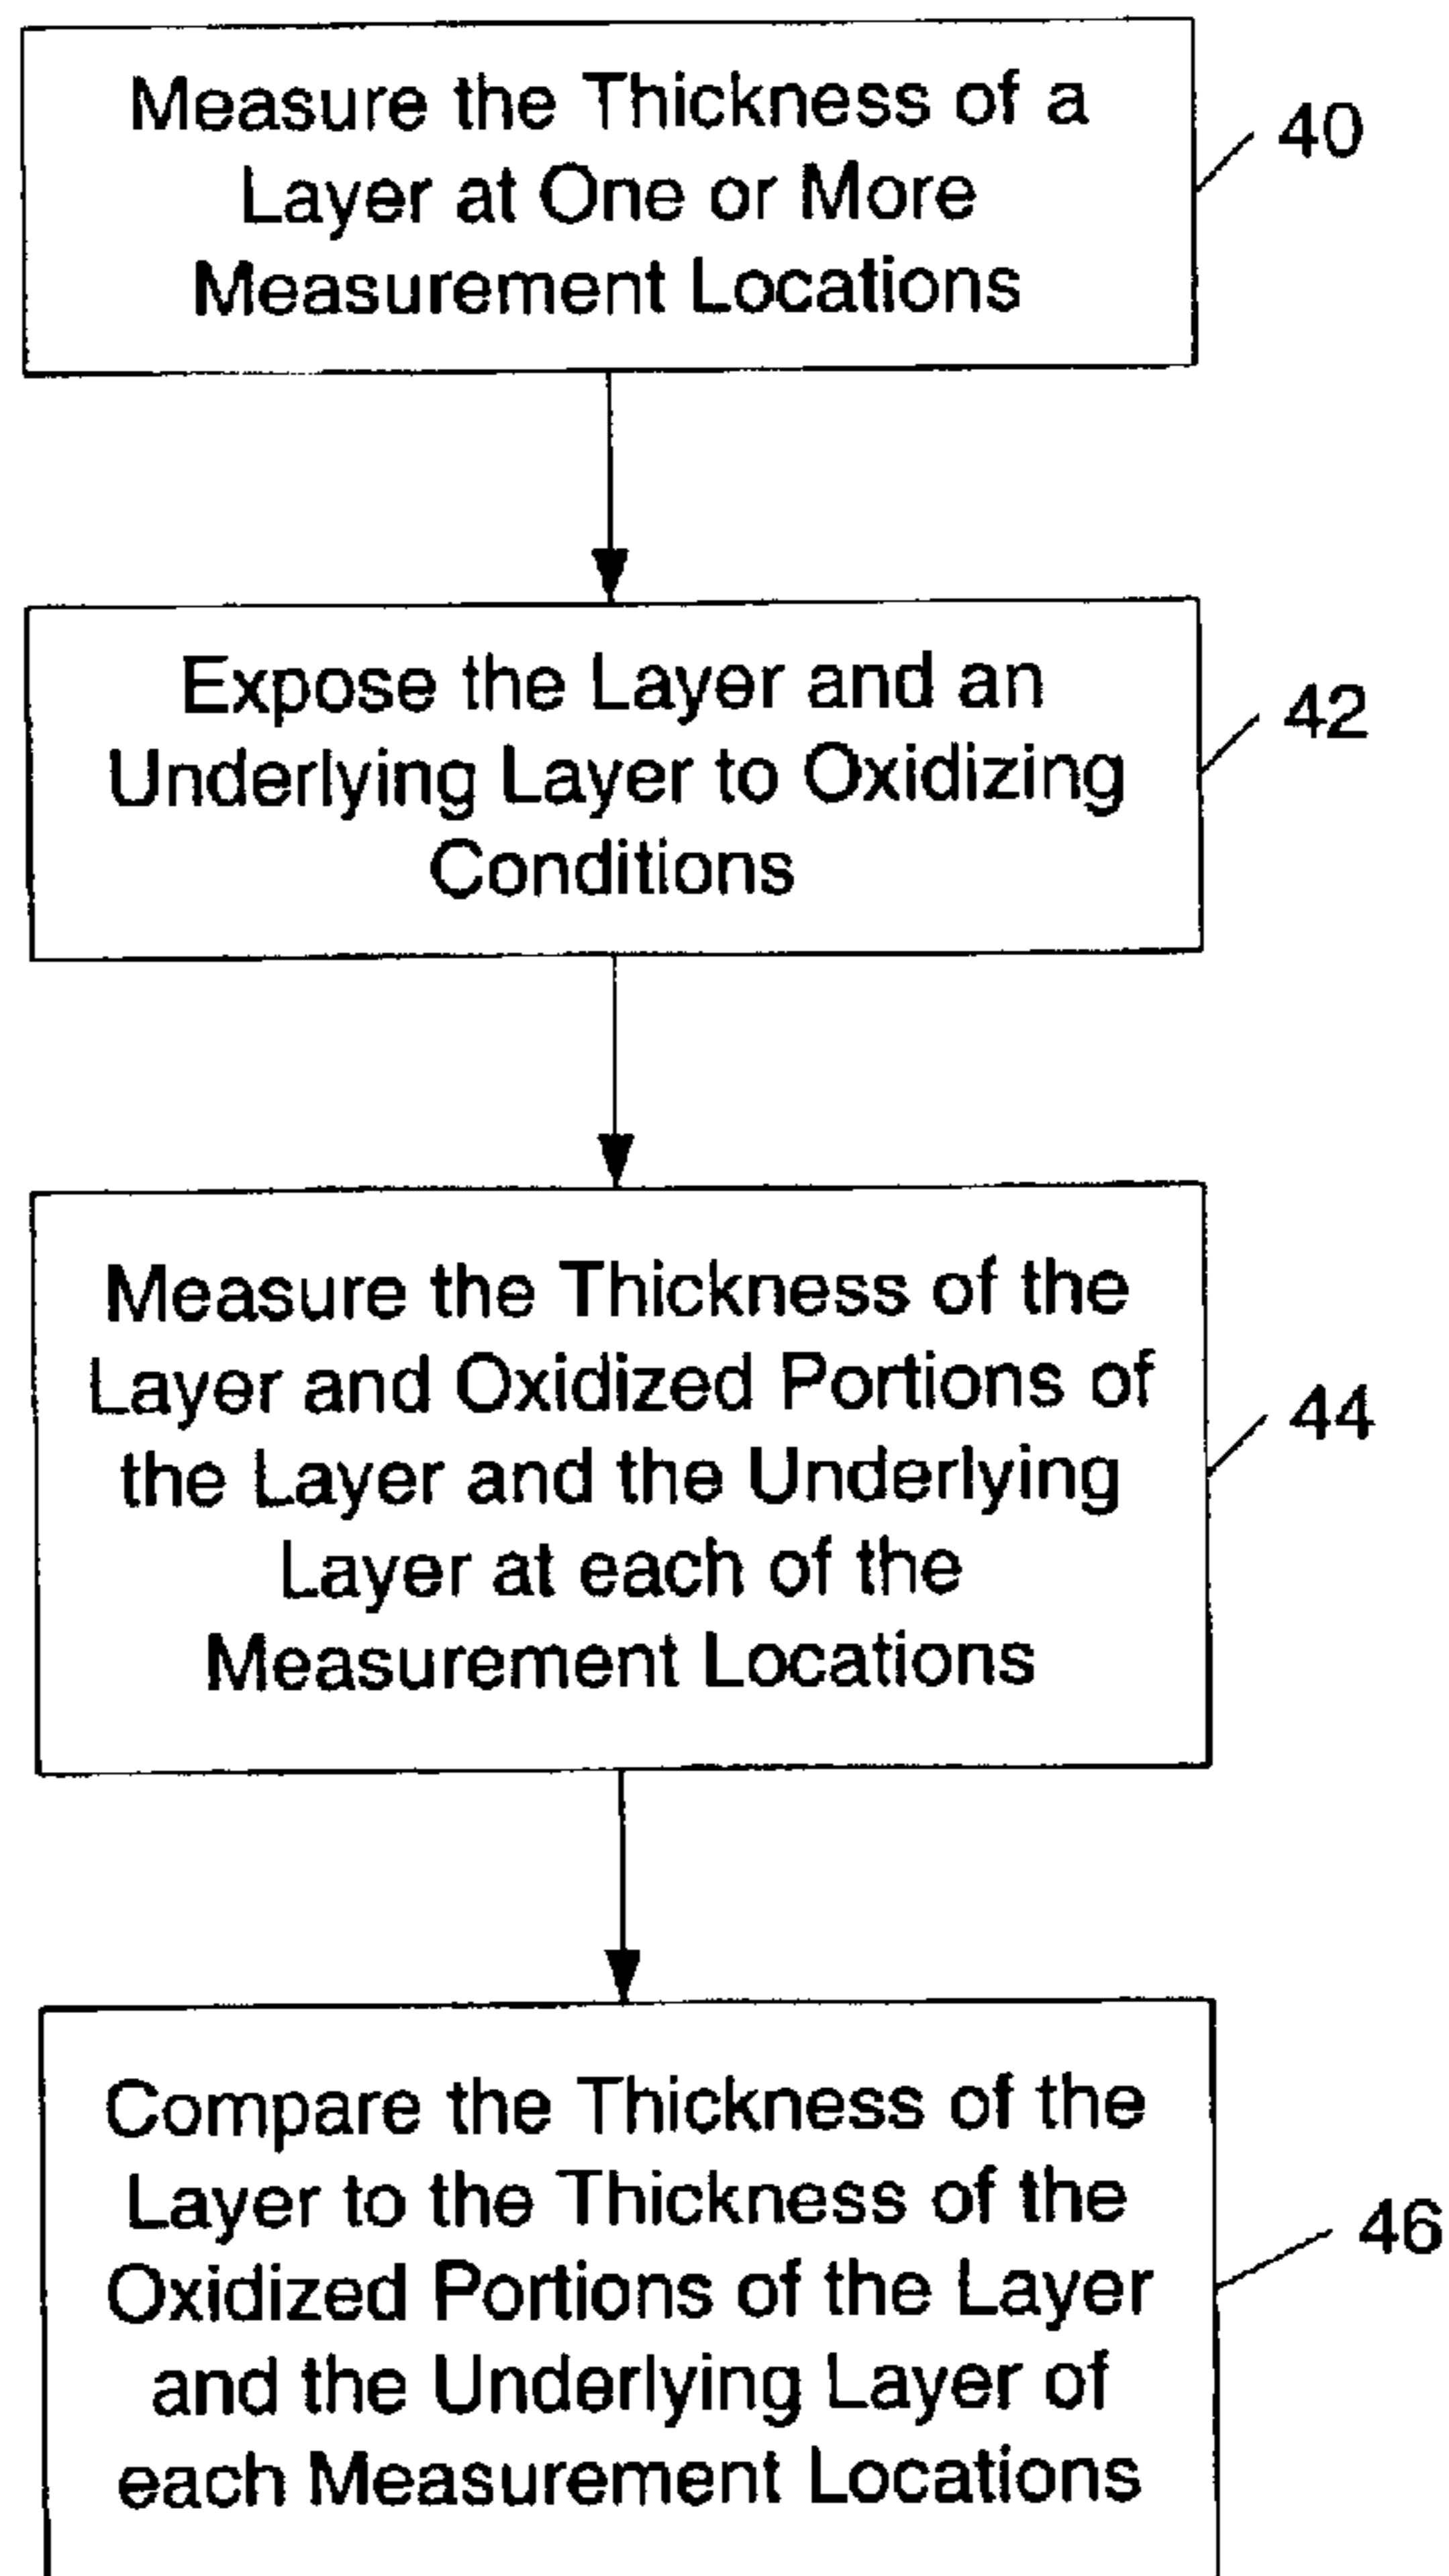 Measure the Thickness of a
Layer at One or More
Measurement Locations
40
Expose the Layer and an
Underlying Layer to Oxidizing
Conditions
42
Measure the Thickness of the
Layer and Oxidized Portions of
the Layer and the Underlying
Layer at each of the
Measurement Locations
44
Compare the Thickness of the
Layer to the Thickness of the
Oxidized Portions of the Layer
and the Underlying Layer of
each Measurement Locations
46